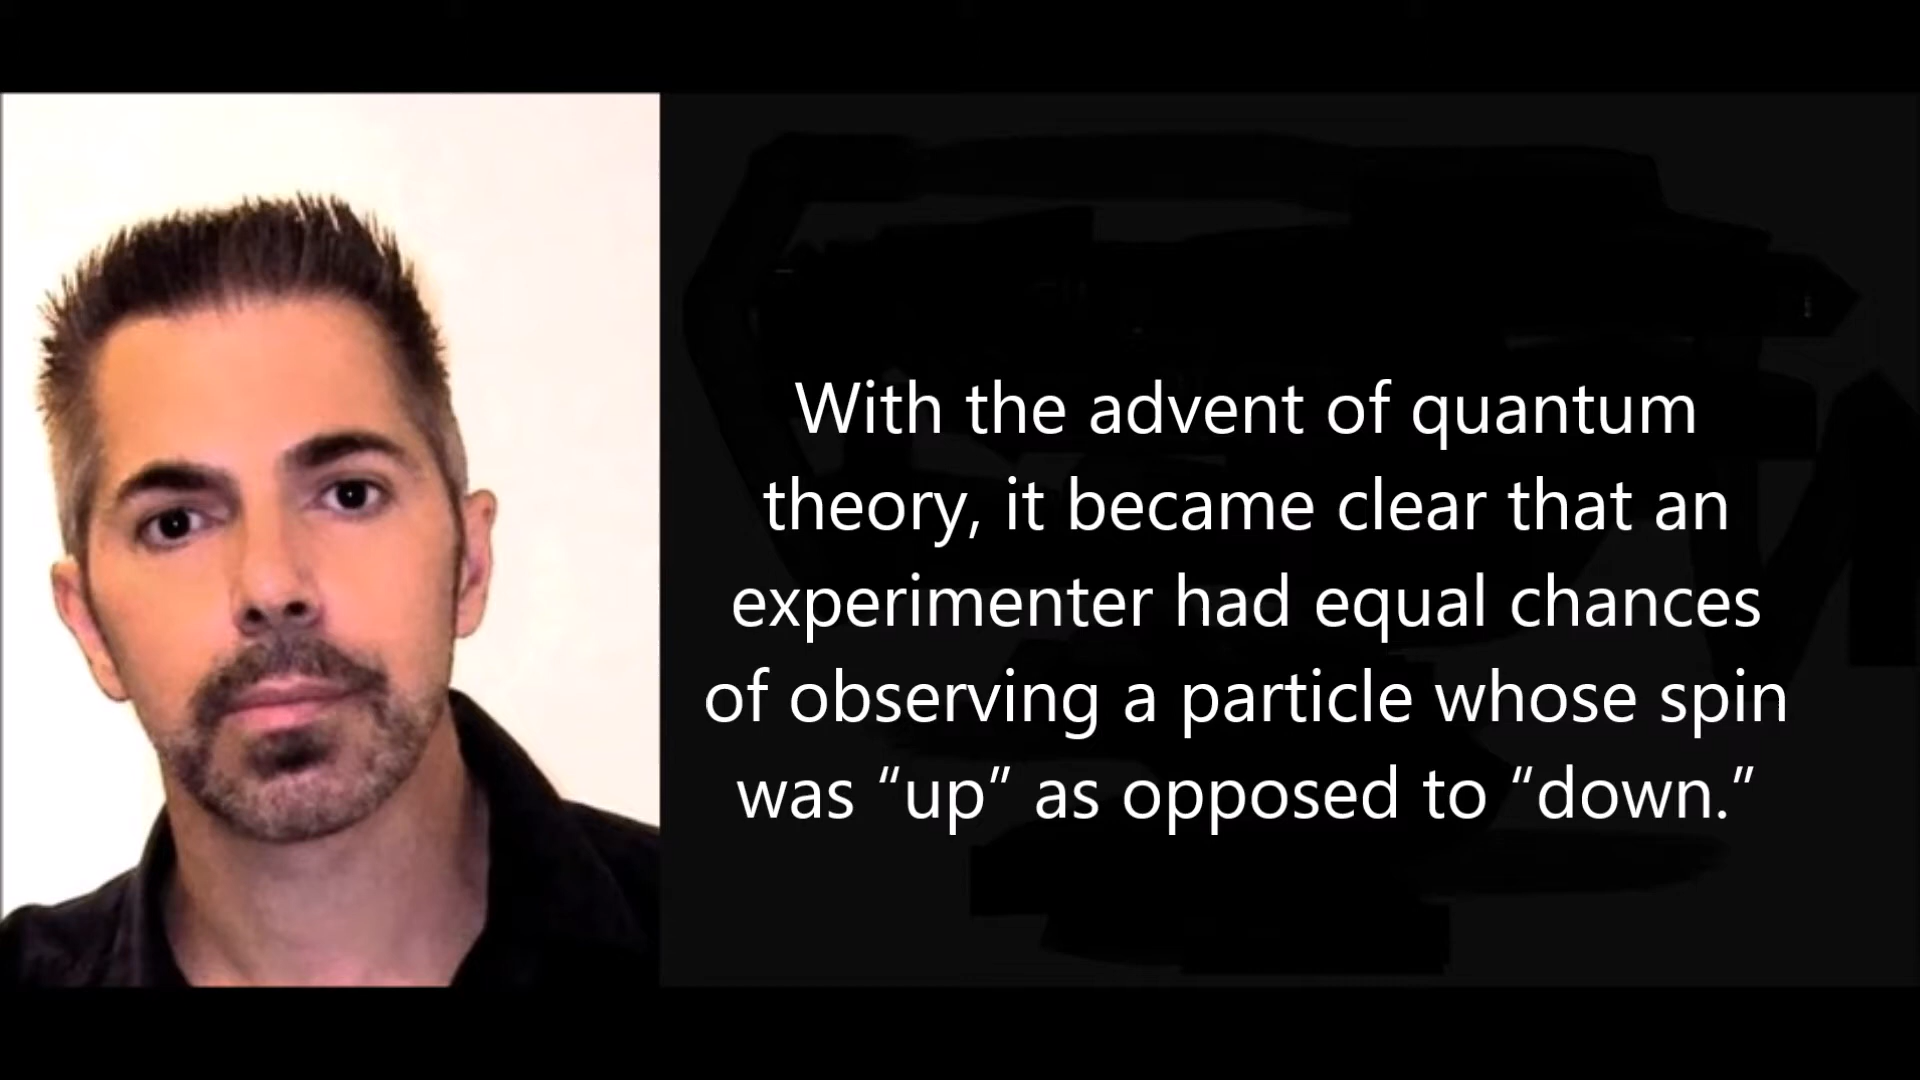 With the advent of quantum
theory, it became clear that an
experimenter had equal chances
of observing a particle whose spin
was “up” as opposed to “down.”